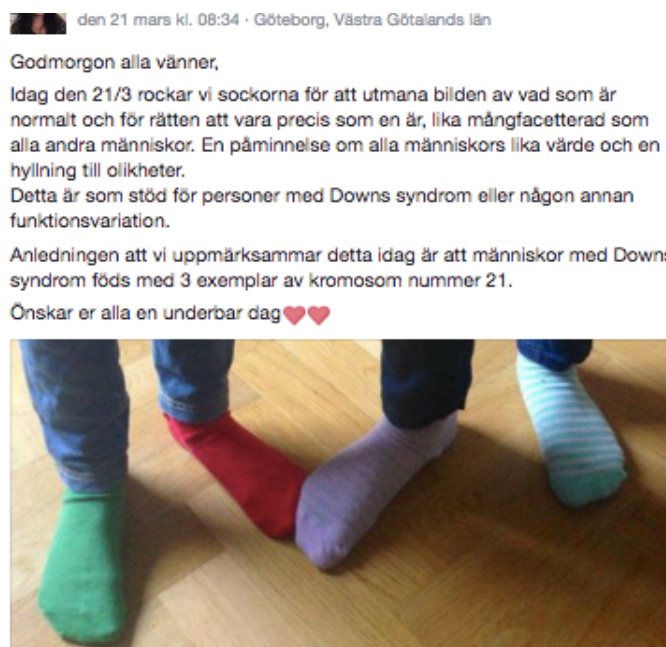 den 21 mars kl. 08:34 · Göteborg, Västra Götalands län
Godmorgon alla vänner,
Idag den 21/3 rockar vi sockorna för att utmana bilden av vad som är
normalt och för rätten att vara precis som en är, lika mångfacetterad som
alla andra människor. En påminnelse om alla människors lika värde och en
hyllning till olikheter.
Detta är som stöd för personer med Downs syndrom eller någon annan
funktionsvariation.
Anledningen att vi uppmärksammar detta idag är att människor med Downs
syndrom föds med 3 exemplar av kromosom nummer 21.
Önskar er alla en underbar dag❤❤